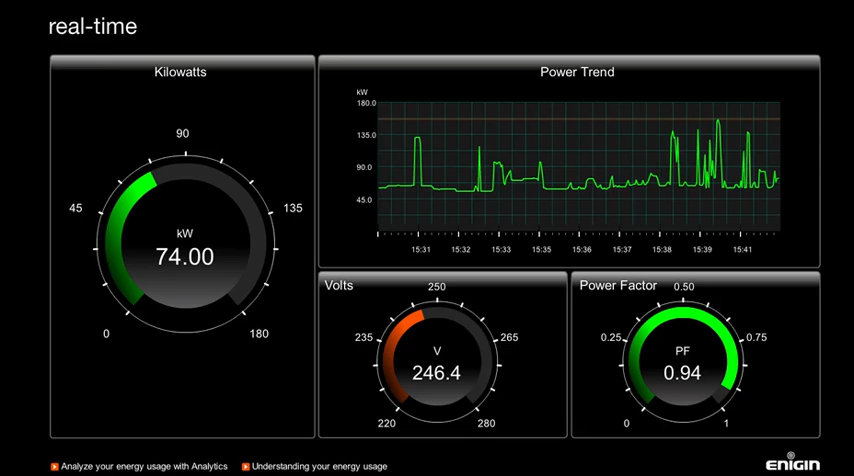 real-time
Kilowatts
90
45
135
kW
74.00
0
180
Power Trend
kW
180.0
135.0
90.0
45.0
15:31 15:32 15:33 15:35 15:36 15:37 15:38 15:39 15:41
Volts
250
235
265
V
246.4
220
280
Power Factor
0.50
0.25
0.75
PF
0.94
0
1
Analyze your energy usage with Analytics
Understanding your energy usage
ENIGIN